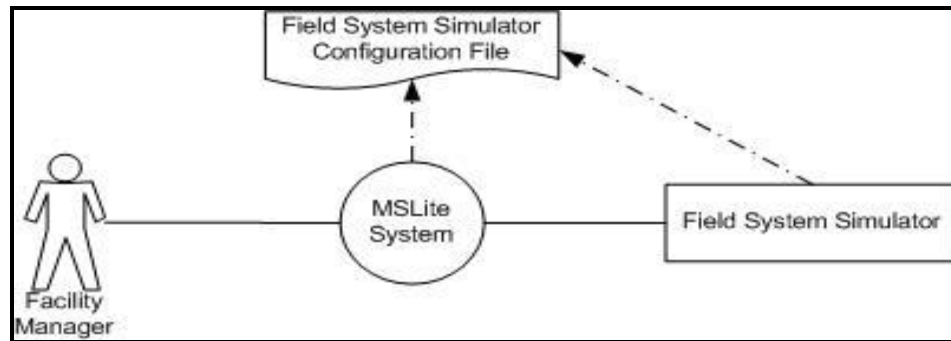 Field System Simulator
Configuration File
MSLite
System
Field System Simulator
Facility
Manager